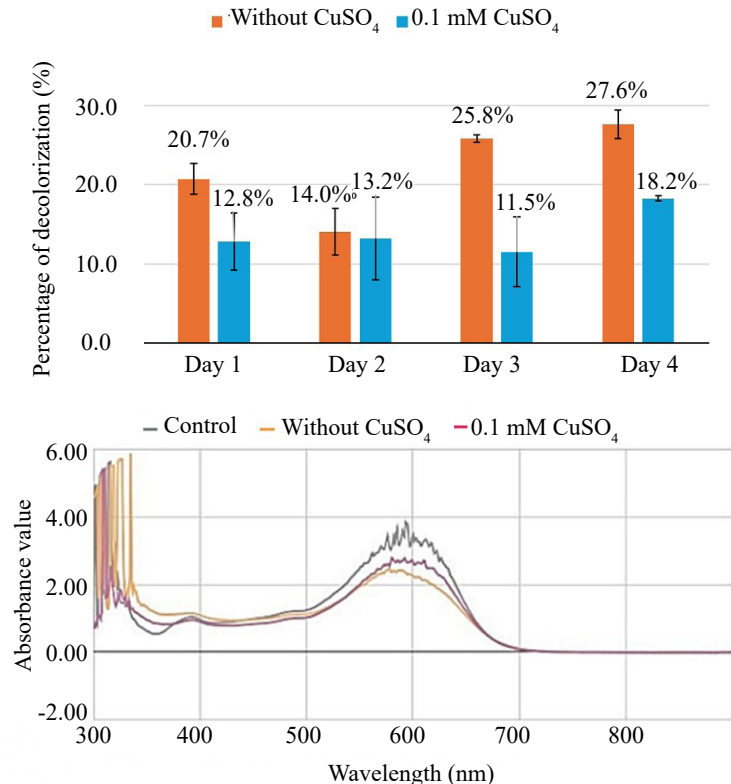 Without CuSO₄ 0.1 mM CuSO₄
Percentage of decolorization (%)
30.0
20.0
10.0
0.0
20.7%
12.8%
14.0%
13.2%
25.8%
11.5%
27.6%
18.2%
Day 1 Day 2 Day 3 Day 4
Control Without CuSO₄ 0.1 mM CuSO₄
Absorbance value
6.00
4.00
2.00
0.00
-2.00
300 400 500 600 700 800
Wavelength (nm)